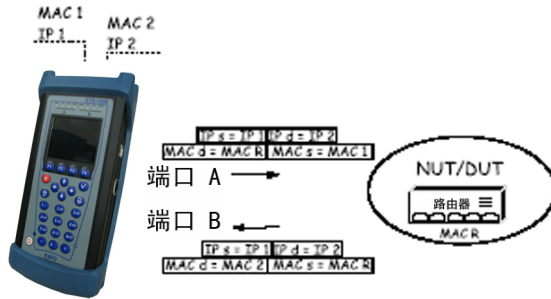 MAC 1
IP 1
MAC 2
IP 2
IP s = IP 1 IP d = IP 2
MAC d = MAC R MAC s = MAC 1
端口 A
端口 B
IP s = IP 1 IP d = IP 2
MAC d = MAC 2 MAC s = MAC R
NUT/DUT
路由器
MAC R